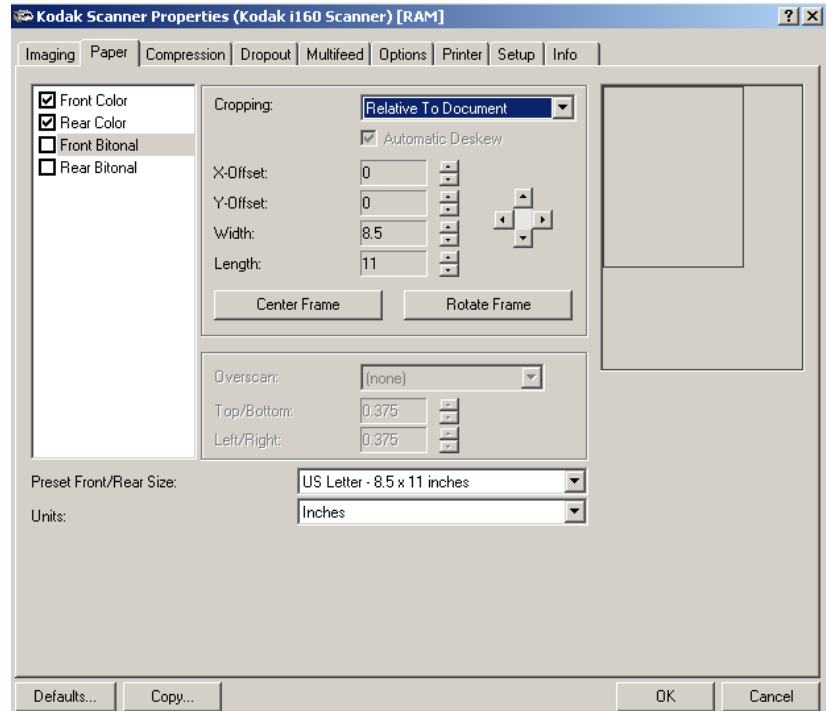 Kodak Scanner Properties (Kodak i160 Scanner) [RAM]
Imaging Paper Compression Dropout Multifeed Options Printer Setup Info
Front Color
Rear Color
Front Bitonal
Rear Bitonal
Cropping: Relative To Document
Automatic Deskew
X-Offset: 0
Y-Offset: 0
Width: 8.5
Length: 11
Center Frame Rotate Frame
Overscan: (none)
Top/Bottom: 0.375
Left/Right: 0.375
Preset Front/Rear Size: US Letter - 8.5 x 11 inches
Units: Inches
Defaults... Copy... OK Cancel